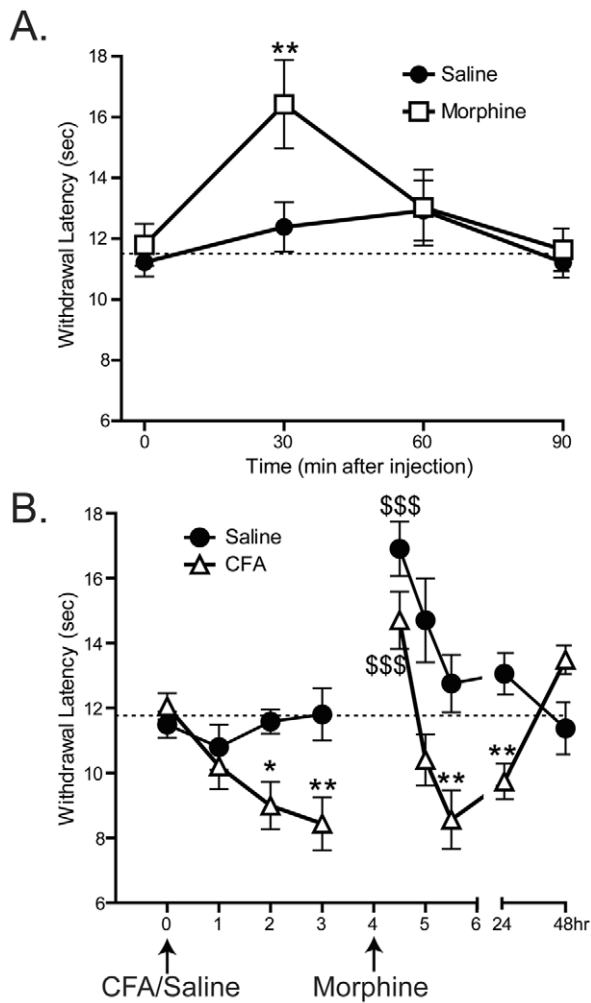 A.
**
Saline
Morphine
Withdrawal Latency (sec)
18
16
14
12
10
8
6
0 30 60 90
Time (min after injection)
B.
Saline
CFA
$$$
$$$
Withdrawal Latency (sec)
18
16
14
12
10
8
6
*
**
**
**
0 1 2 3 4 5 6 24 48hr
CFA/Saline Morphine